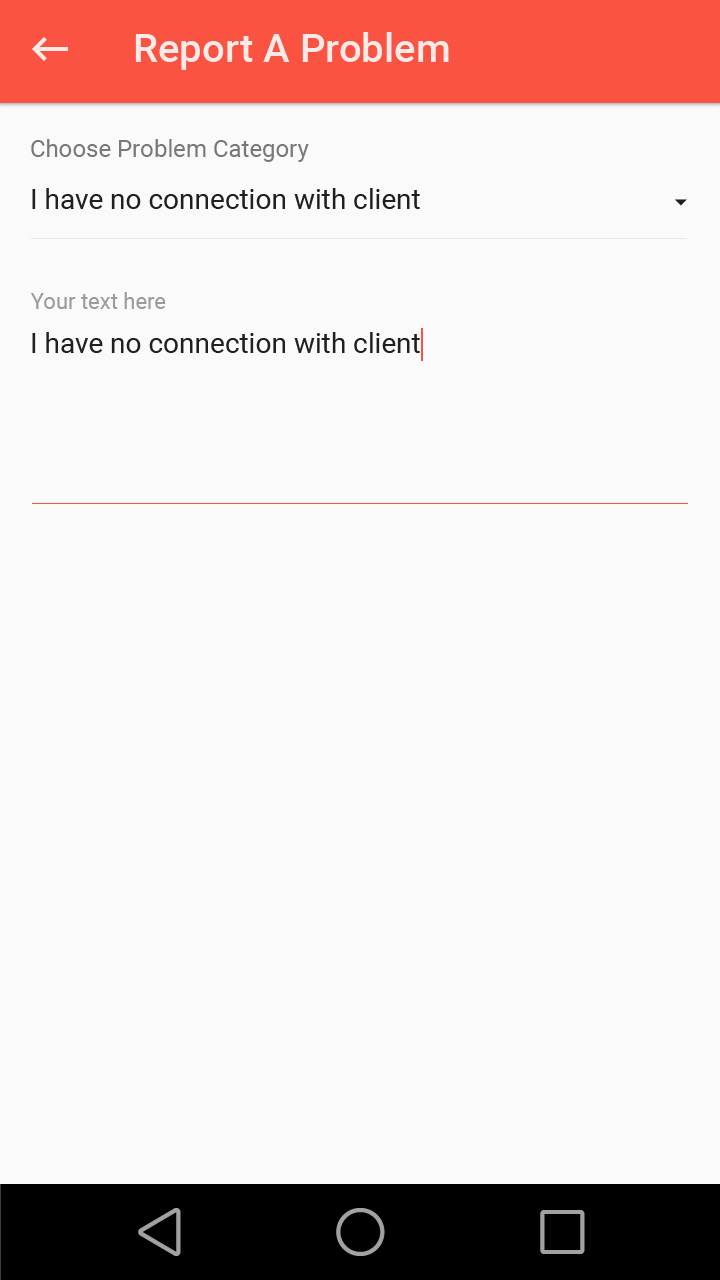 Report A Problem
Choose Problem Category
I have no connection with client
Your text here
I have no connection with client